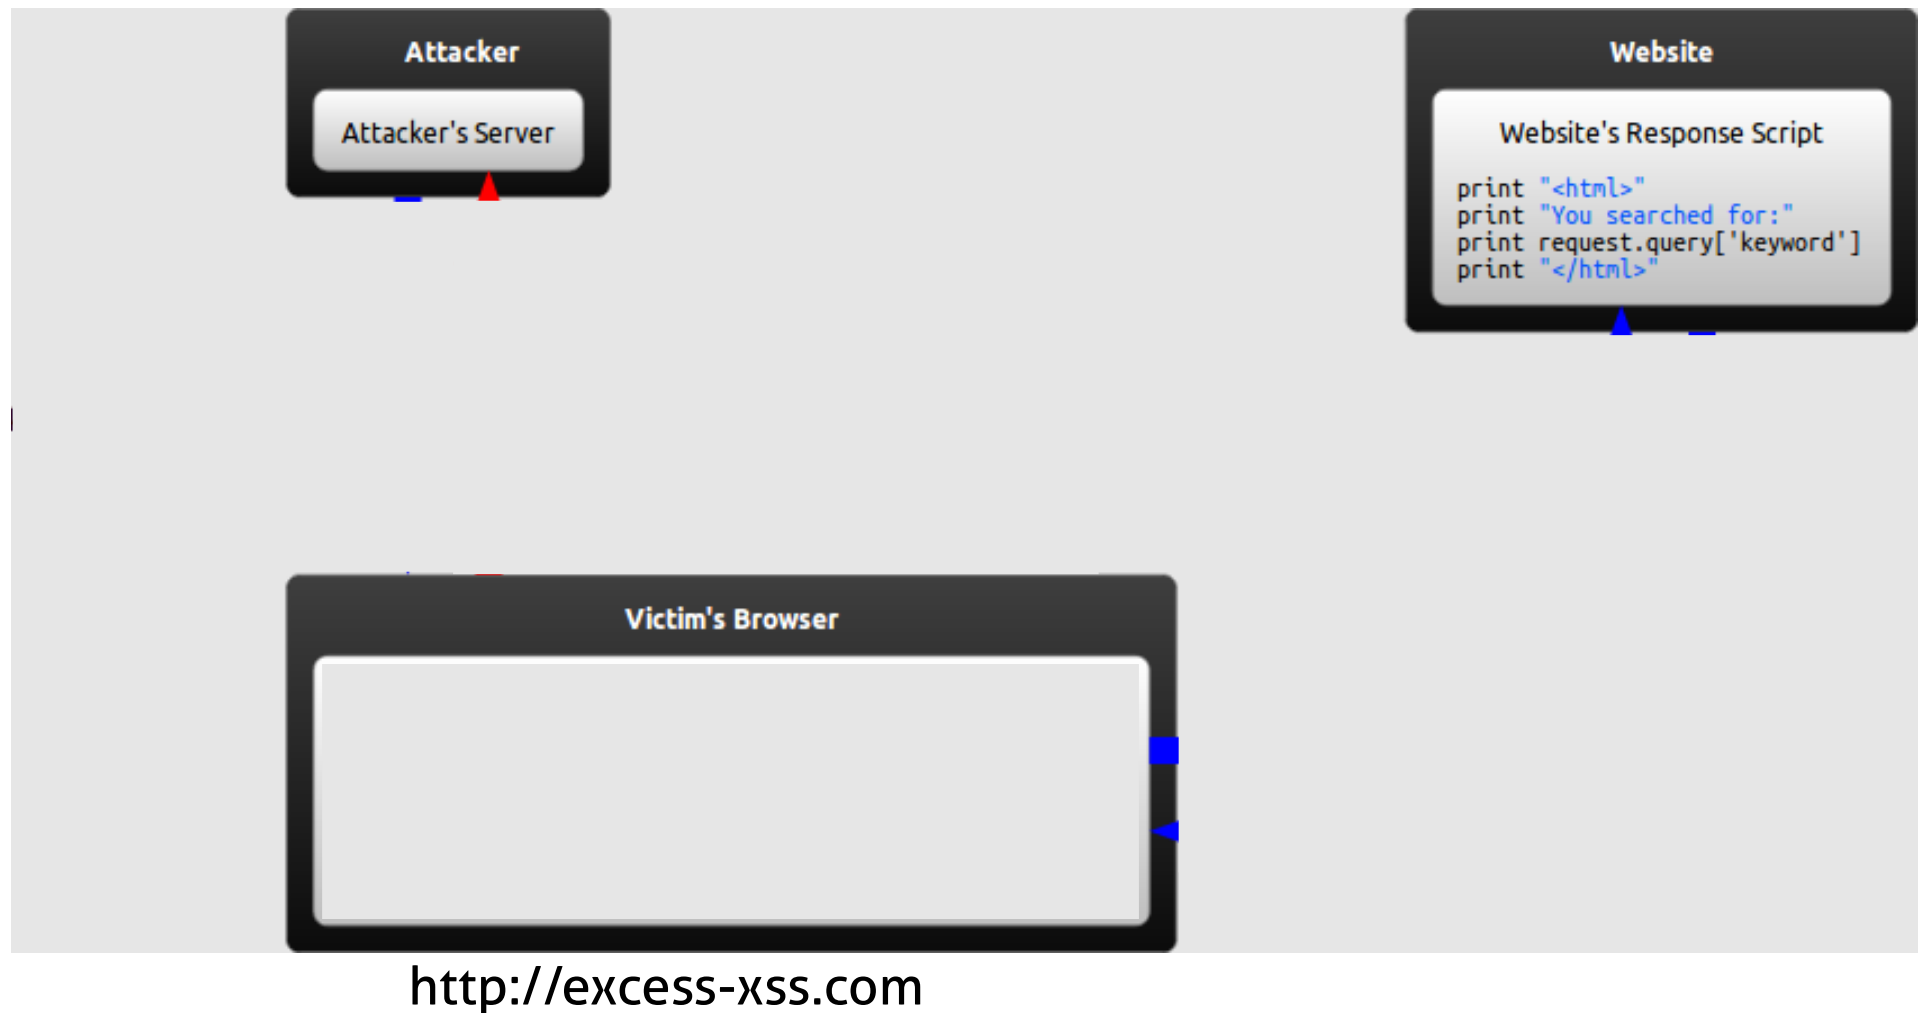 Attacker
Attacker's Server
Website
Website's Response Script
print "<html>"
print "You searched for:"
print request.query['keyword']
print "</html>"
Victim's Browser
http://excess-xss.com